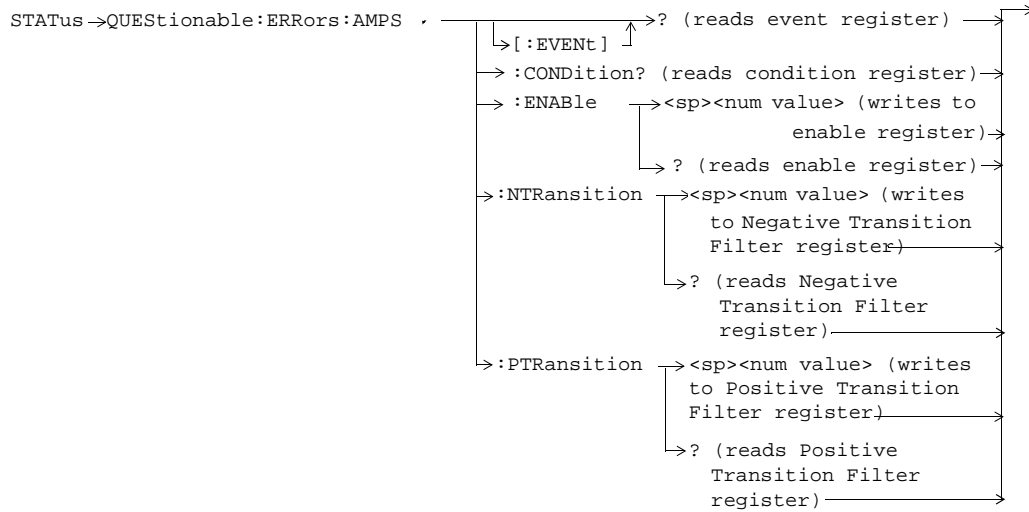 STATus QUEStionable:ERRors:AMPS ? (reads event register)
[:EVENt]
:CONDition? (reads condition register)
:ENABle <sp><num value> (writes to
enable register)
? (reads enable register)
:NTRansition <sp><num value> (writes
to Negative Transition
Filter register)
? (reads Negative
Transition Filter
register)
:PTRansition <sp><num value> (writes
to Positive Transition
Filter register)
? (reads Positive
Transition Filter
register)